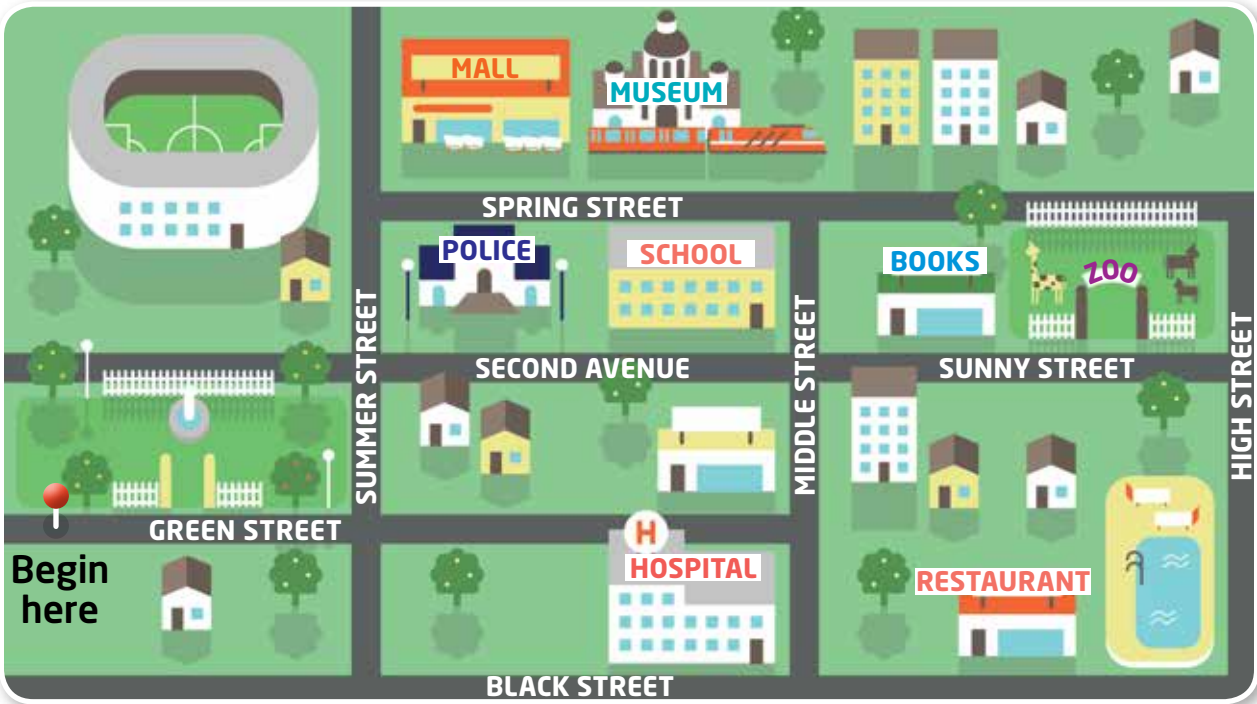 MALL
MUSEUM
SPRING STREET
POLICE
SCHOOL
BOOKS
ZOO
SUMMER STREET
SECOND AVENUE
MIDDLE STREET
SUNNY STREET
HIGH STREET
GREEN STREET
Begin
here
H
HOSPITAL
RESTAURANT
BLACK STREET